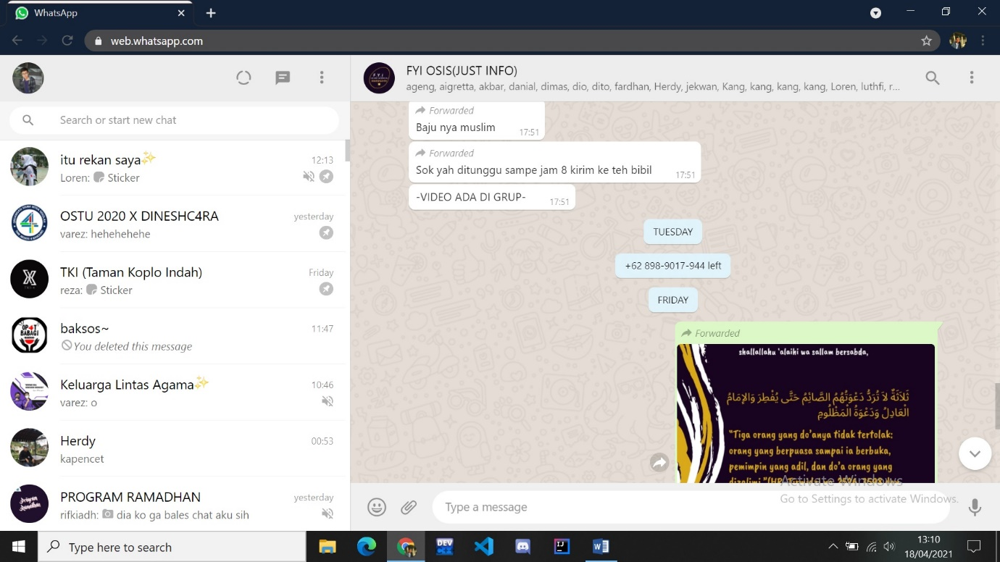 WhatsApp
web.whatsapp.com
Search or start new chat
itu rekan saya✨
12:13
Loren: Sticker
OSTU 2020 X DINESHC4RA
yesterday
varez: hehehehehe
TKI (Taman Koplo Indah)
Friday
reza: Sticker
baksos~
11:47
You deleted this message
Keluarga Lintas Agama✨
10:46
varez: o
Herdy
00:53
kapencet
PROGRAM RAMADHAN
yesterday
rifkiadh: dia ko ga bales chat aku sih
FYI OSIS(JUST INFO)
ageng, aigretta, akbar, danial, dimas, dio, dito, fardhan, Herdy, jekwan, Kang, kang, kang, kang, Loren, luthfi, r...
Forwarded
Baju nya muslim
17:51
Forwarded
Sok yah ditunggu sampe jam 8 kirim ke teh bibil
17:51
-VIDEO ADA DI GRUP-
17:51
TUESDAY
+62 898-9017-944 left
FRIDAY
Forwarded
shallallahu 'alaihi wa sallam bersabda,
ثَلاَثَةٌ لاَ تُرَدُّ دَعْوَتُهُمُ الصَّائِمُ حَتَّى يُفْطِرَ وَالإِمَامُ
الْعَادِلُ وَدَعْوَةُ الْمَظْلُومِ
"Tiga orang yang do'anya tidak tertolak:
orang yang berpuasa sampai ia berbuka,
pemimpin yang adil, dan do'a orang yang
Activate Windows
Go to Settings to activate Windows.
Type a message
Type here to search
DEV
13:10
18/04/2021